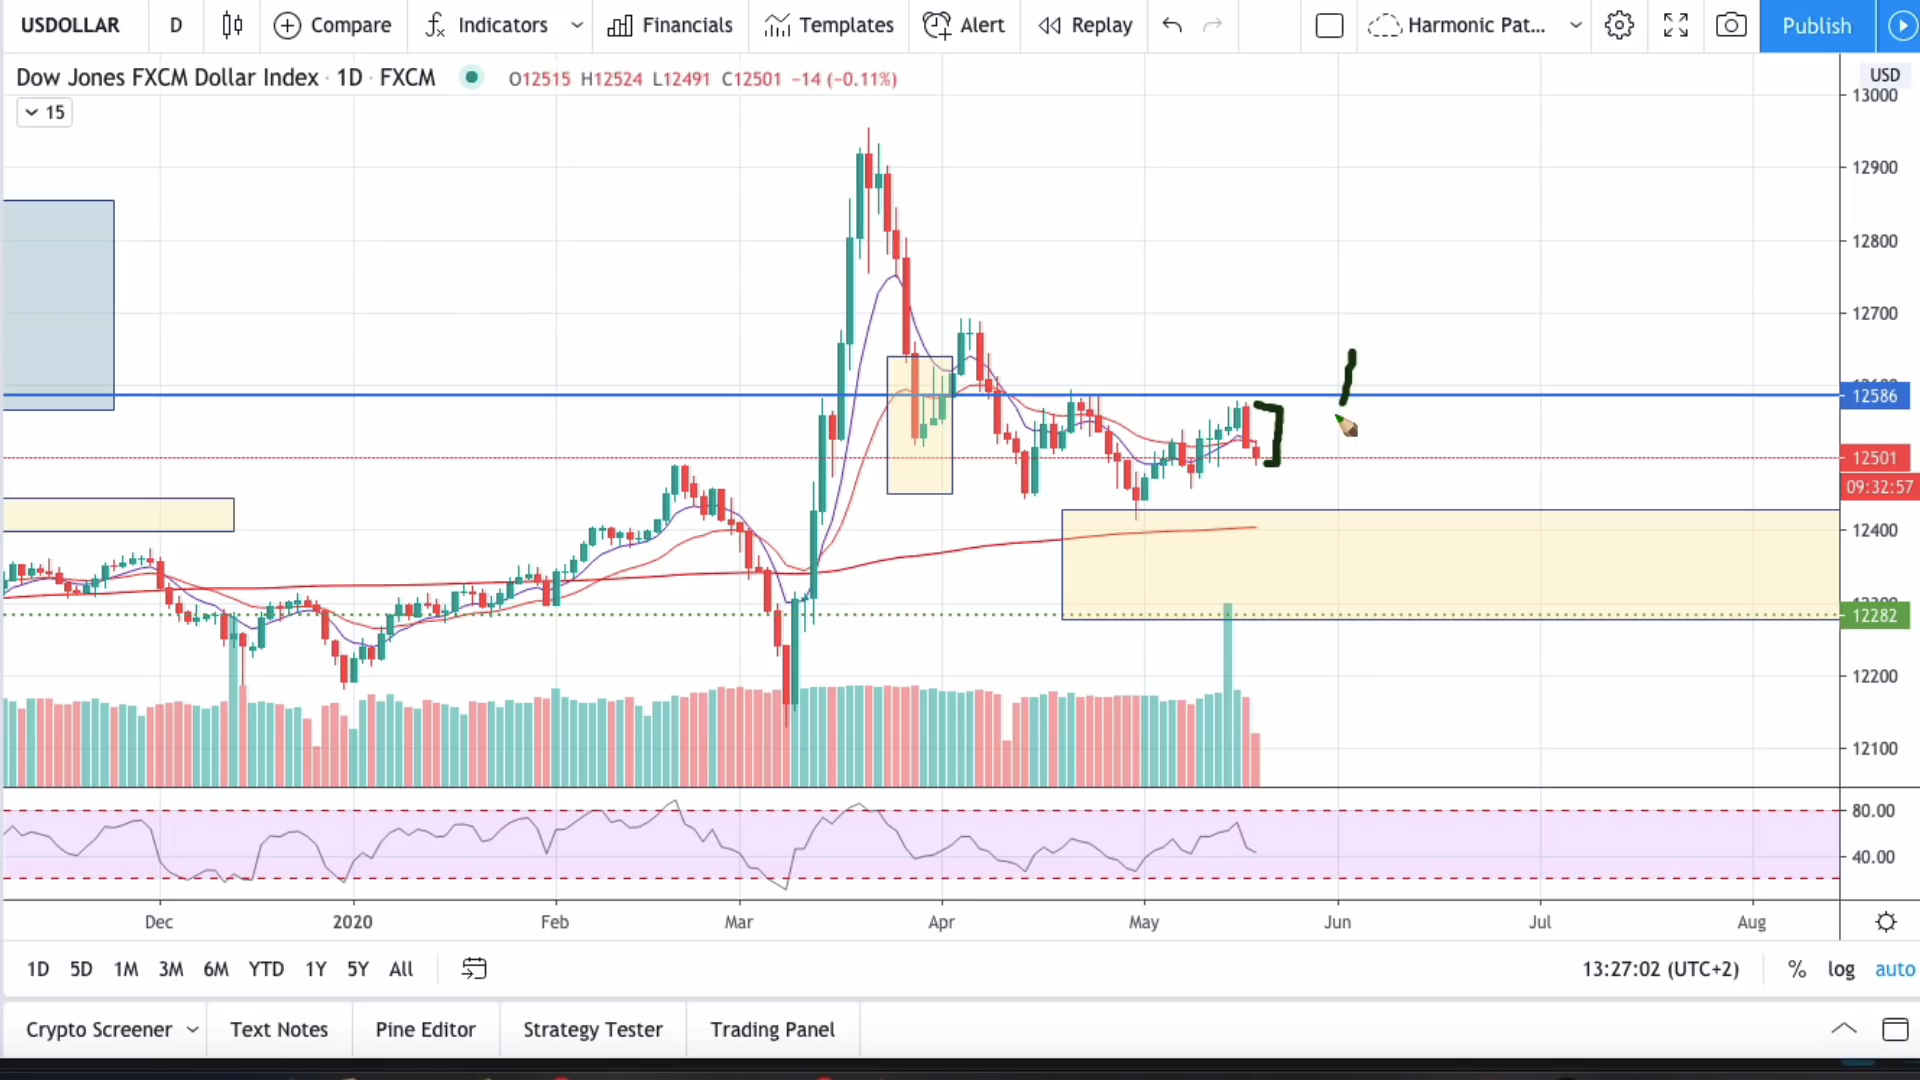 USDOLLAR D Compare Indicators Financials Templates Alert Replay Harmonic Pat... Publish
Dow Jones FXCM Dollar Index · 1D · FXCM O12515 H12524 L12491 C12501 −14 (−0.11%) USD
15
13000
12900
12800
12700
12586
12501
09:32:57
12400
12282
12200
12100
80.00
40.00
Dec 2020 Feb Mar Apr May Jun Jul Aug
1D 5D 1M 3M 6M YTD 1Y 5Y All 13:27:02 (UTC+2) % log auto
Crypto Screener Text Notes Pine Editor Strategy Tester Trading Panel